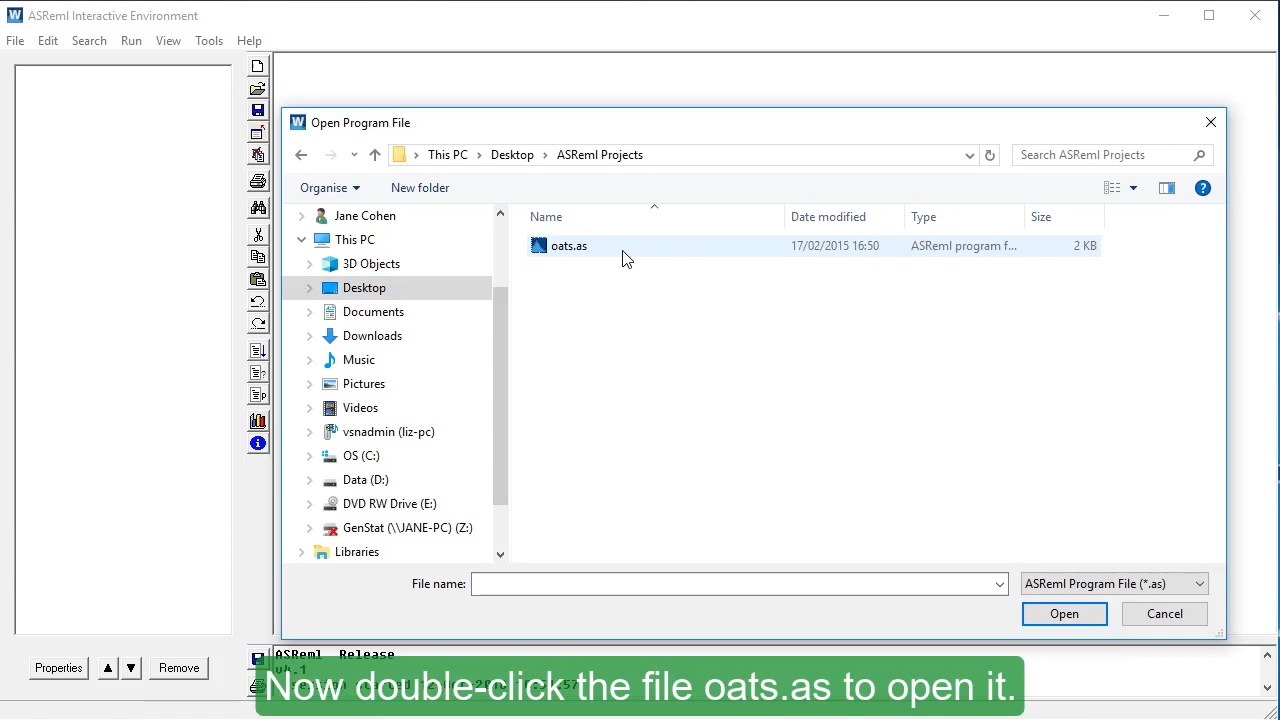 ASReml Interactive Environment
File Edit Search Run View Tools Help
Open Program File
This PC Desktop ASReml Projects
Search ASReml Projects
Organise New folder
Name Date modified Type Size
oats.as 17/02/2015 16:50 ASReml program f... 2 KB
Jane Cohen
This PC
3D Objects
Desktop
Documents
Downloads
Music
Pictures
Videos
vsnadmin (liz-pc)
OS (C:)
Data (D:)
DVD RW Drive (E:)
GenStat (\\JANE-PC) (Z:)
Libraries
File name:
ASReml Program File (*.as)
Open Cancel
Properties Remove
ASReml Release
Now double-click the file oats.as to open it.